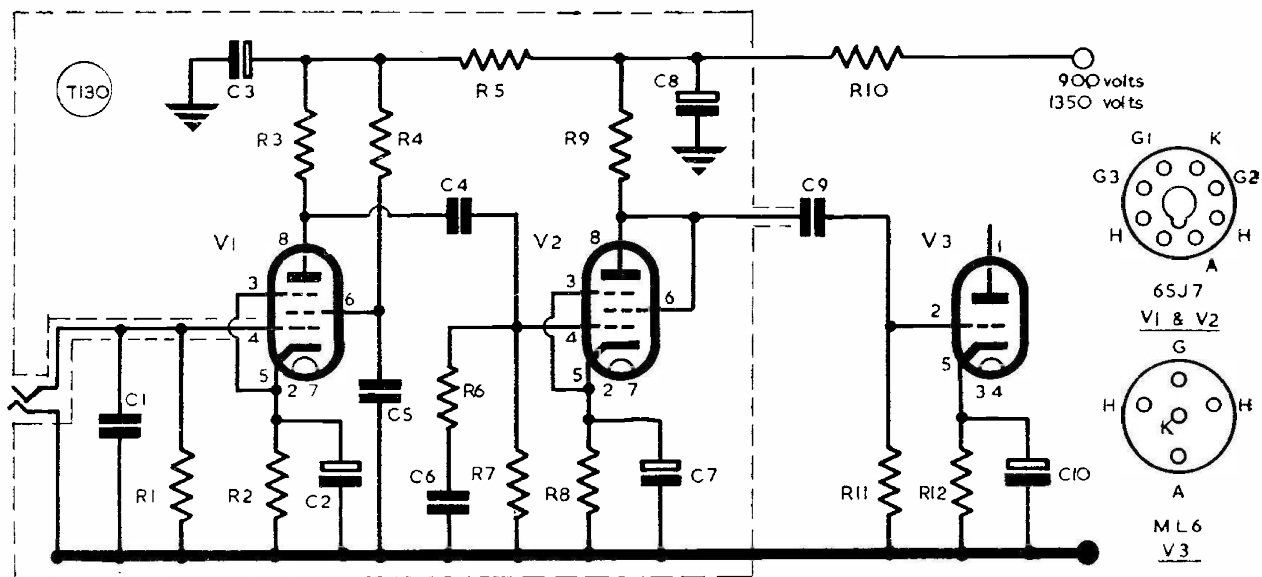 T130
C3
R3
R4
R5
R9
C8
R10
900 volts
1350 volts
G1 K
G3 G2
H H
A
6SJ7
V1 & V2
C4
C9
V1
8
3
6
4
5
2 7
V2
8
3
6
4
5
2 7
V3
1
2
5
3 4
C1
R1
R2
C2
C5
R6
C6
R7
R8
C7
R11
R12
C10
G
H H
K
A
ML6
V3